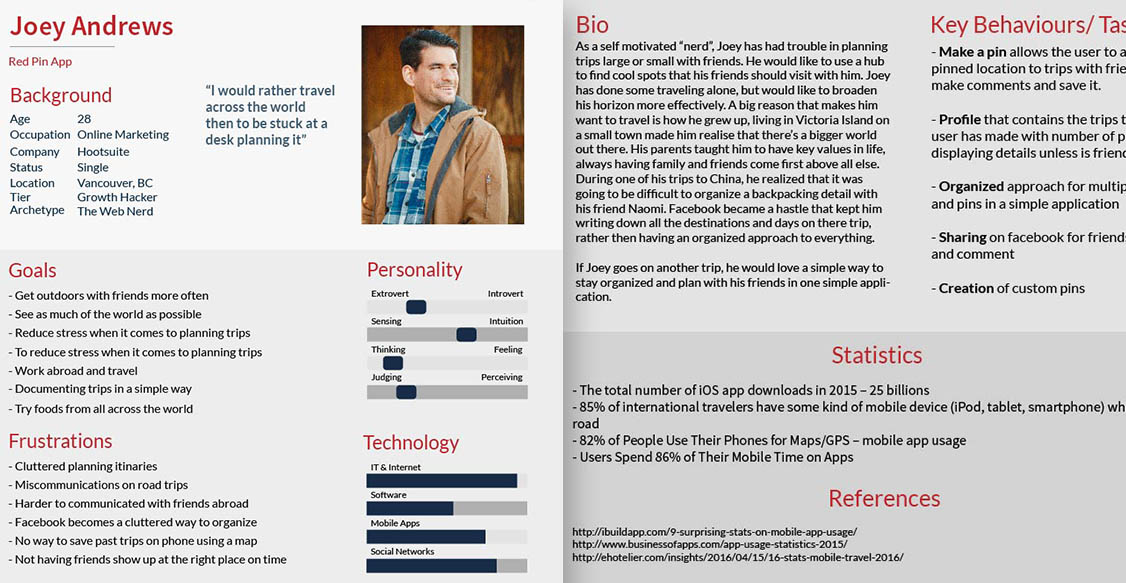 Joey Andrews
Red Pin App
Background
Age 28
Occupation Online Marketing
Company Hootsuite
Status Single
Location Vancouver, BC
Tier Growth Hacker
Archetype The Web Nerd
“I would rather travel
across the world
then to be stuck at a
desk planning it”
Goals
- Get outdoors with friends more often
- See as much of the world as possible
- Reduce stress when it comes to planning trips
- To reduce stress when it comes to planning trips
- Work abroad and travel
- Documenting trips in a simple way
- Try foods from all across the world
Frustrations
- Cluttered planning itinaries
- Miscommunications on road trips
- Harder to communicated with friends abroad
- Facebook becomes a cluttered way to organize
- No way to save past trips on phone using a map
- Not having friends show up at the right place on time
Personality
Extrovert Introvert
Sensing Intuition
Thinking Feeling
Judging Perceiving
Technology
IT & Internet
Software
Mobile Apps
Social Networks
Bio
As a self motivated “nerd”, Joey has had trouble in planning
trips large or small with friends. He would like to use a hub
to find cool spots that his friends should visit with him. Joey
has done some traveling alone, but would like to broaden
his horizon more effectively. A big reason that makes him
want to travel is how he grew up, living in Victoria Island on
a small town made him realise that there’s a bigger world
out there. His parents taught him to have key values in life,
always having family and friends come first above all else.
During one of his trips to China, he realized that it was
going to be difficult to organize a backpacking detail with
his friend Naomi. Facebook became a hastle that kept him
writing down all the destinations and days on there trip,
rather then having an organized approach to everything.
If Joey goes on another trip, he would love a simple way to
stay organized and plan with his friends in one simple appli-
cation.
Key Behaviours/ Tas
- Make a pin allows the user to a
pinned location to trips with frie
make comments and save it.
- Profile that contains the trips t
user has made with number of p
displaying details unless is frien
- Organized approach for multip
and pins in a simple application
- Sharing on facebook for friend
and comment
- Creation of custom pins
Statistics
- The total number of iOS app downloads in 2015 – 25 billions
- 85% of international travelers have some kind of mobile device (iPod, tablet, smartphone) wh
road
- 82% of People Use Their Phones for Maps/GPS – mobile app usage
- Users Spend 86% of Their Mobile Time on Apps
References
http://ibuildapp.com/9-surprising-stats-on-mobile-app-usage/
http://www.businessofapps.com/app-usage-statistics-2015/
http://ehotelier.com/insights/2016/04/15/16-stats-mobile-travel-2016/